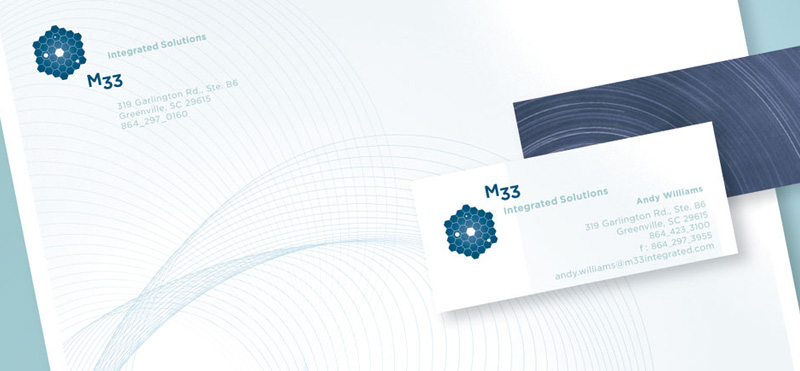 Integrated Solutions
M33
319 Garlington Rd., Ste. B6
Greenville, SC 29615
864_297_0160
M33
Integrated Solutions
Andy Williams
319 Garlington Rd., Ste. B6
Greenville, SC 29615
864_423_3100
f : 864_297_3955
andy.williams@m33integrated.com